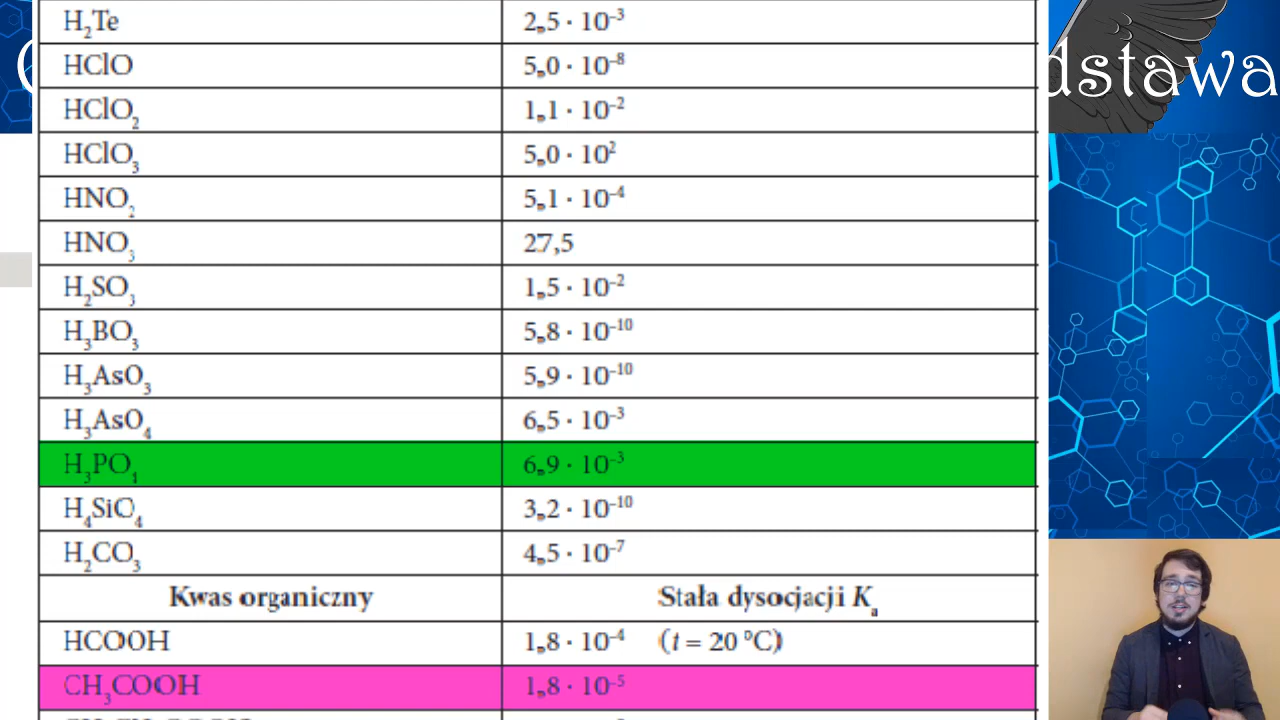 H₂Te 2,5 · 10⁻³
HClO 5,0 · 10⁻⁸
HClO₂ 1,1 · 10⁻²
HClO₃ 5,0 · 10²
HNO₂ 5,1 · 10⁻⁴
HNO₃ 27,5
H₂SO₃ 1,5 · 10⁻²
H₃BO₃ 5,8 · 10⁻¹⁰
H₃AsO₃ 5,9 · 10⁻¹⁰
H₃AsO₄ 6,5 · 10⁻³
H₃PO₄ 6,9 · 10⁻³
H₄SiO₄ 3,2 · 10⁻¹⁰
H₂CO₃ 4,5 · 10⁻⁷
Kwas organiczny Stała dysocjacji Kₐ
HCOOH 1,8 · 10⁻⁴ (t = 20 °C)
CH₃COOH 1,8 · 10⁻⁵
dstawa